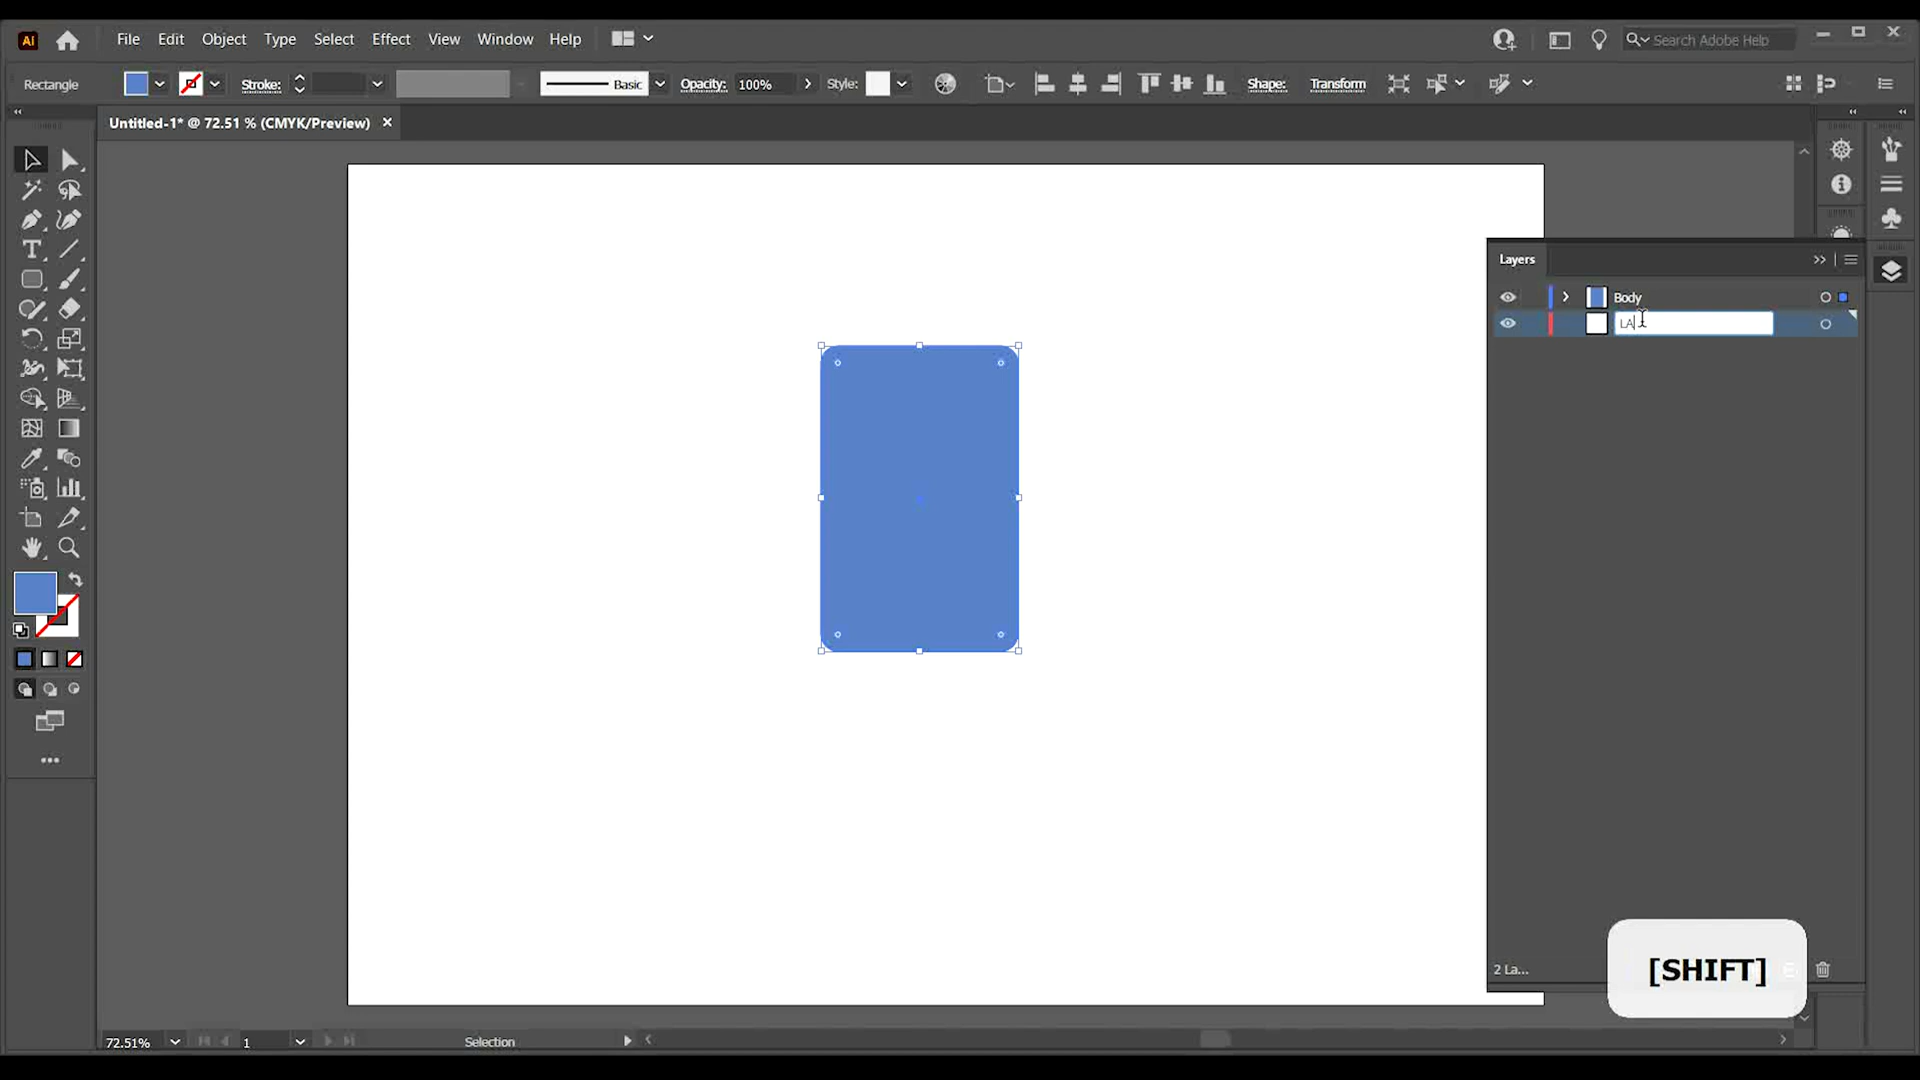 Ai File Edit Object Type Select Effect View Window Help Search Adobe Help
Rectangle Stroke: Basic Opacity: 100% Style: Shape: Transform
Untitled-1* @ 72.51 % (CMYK/Preview)
Layers
Body
LA
2 La...
[SHIFT]
72.51% 1 Selection